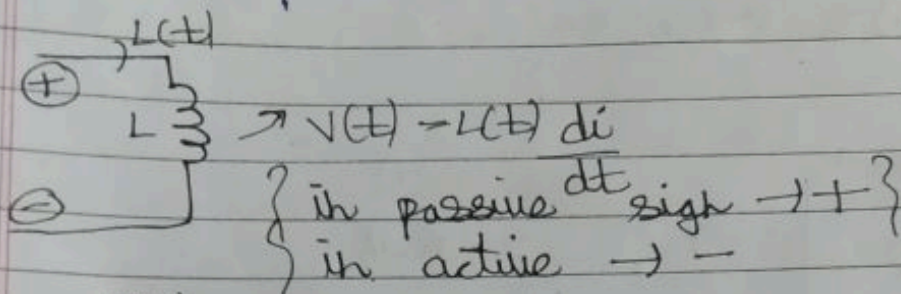 L(t)
+
L → V(t) - L(t) di/dt
-
{ in passive sign → + }
{ in active → -